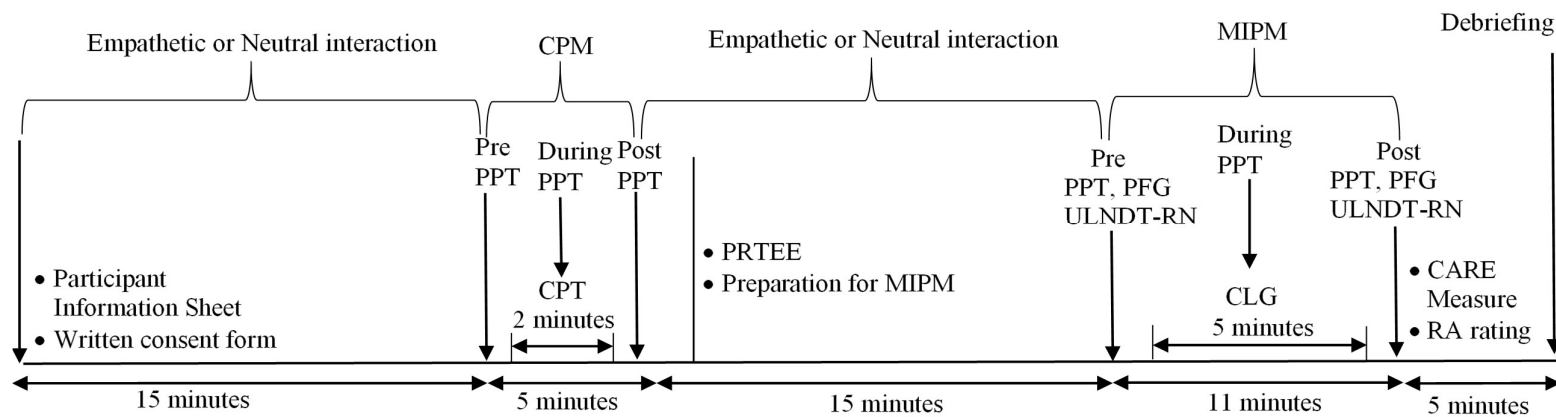 Empathetic or Neutral interaction
CPM
Empathetic or Neutral interaction
MIPM
Debriefing
Pre
PPT
During
PPT
Post
PPT
Pre
PPT, PFG
ULNDT-RN
During
PPT
Post
PPT, PFG
ULNDT-RN
• Participant
Information Sheet
• Written consent form
CPT
2 minutes
• PRTEE
• Preparation for MIPM
CLG
5 minutes
• CARE
Measure
• RA rating
15 minutes
5 minutes
15 minutes
11 minutes
5 minutes